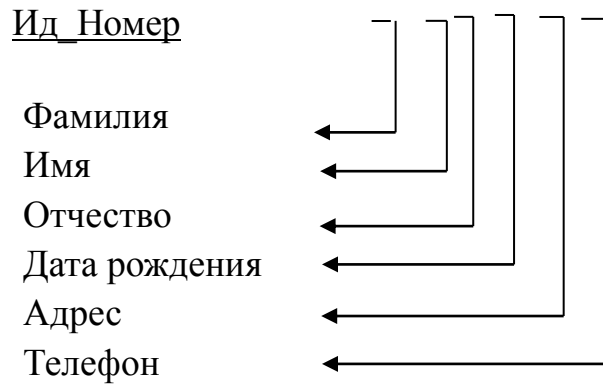 Ид_Номер
Фамилия
Имя
Отчество
Дата рождения
Адрес
Телефон